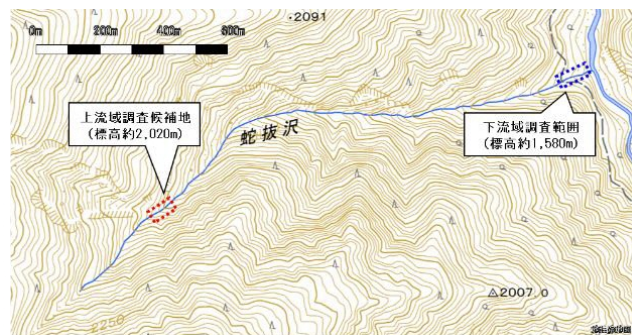 ・2091
0m 200m 400m 600m
上流域調査候補地
(標高約2,020m)
蛇抜沢
下流域調査範囲
(標高約1,580m)
2250
△2007.0